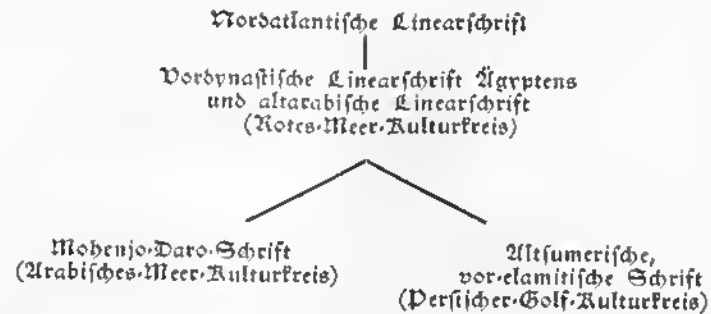 Nordatlantische Linearschrift
Vordynastische Linearschrift Ägyptens
und altarabische Linearschrift
(Rotes-Meer-Kulturkreis)
Mohenjo-Daro-Schrift
(Arabisches-Meer-Kulturkreis)
Altsumerische,
vor-elamitische Schrift
(Persischer-Golf-Kulturkreis)